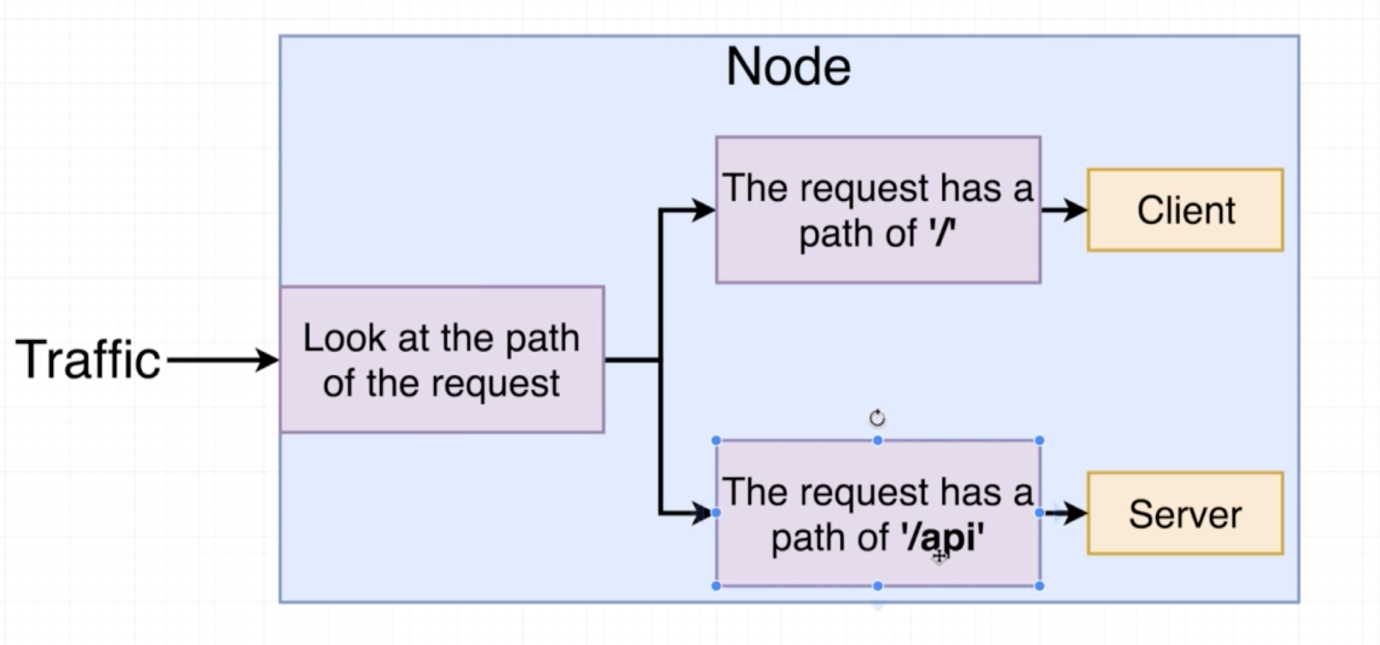 Node
Traffic
Look at the path
of the request
The request has a
path of '/'
Client
The request has a
path of '/api'
Server